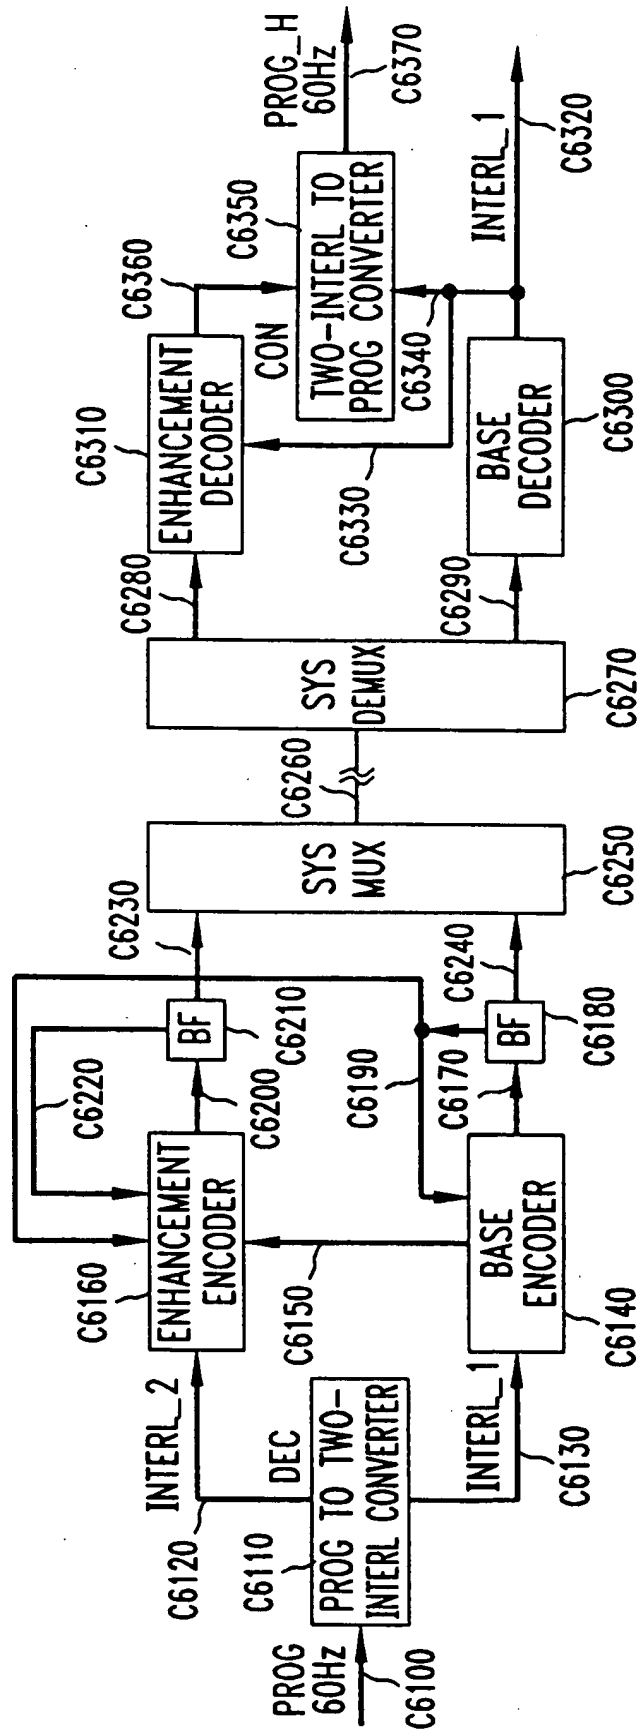 PROG
60Hz
C6100
PROG TO TWO-
INTERL CONVERTER
C6110
DEC
INTERL_2
C6120
INTERL_1
C6130
ENHANCEMENT
ENCODER
C6160
C6150
BASE
ENCODER
C6140
C6220
C6200
BF
C6210
C6230
C6190
C6170
BF
C6180
C6240
SYS
MUX
C6250
C6260
SYS
DEMUX
C6270
C6280
C6290
ENHANCEMENT
DECODER
C6310
C6330
BASE
DECODER
C6300
C6360
CON
TWO-INTERL TO
PROG CONVERTER
C6350
C6340
PROG_H
60Hz
C6370
INTERL_1
C6320